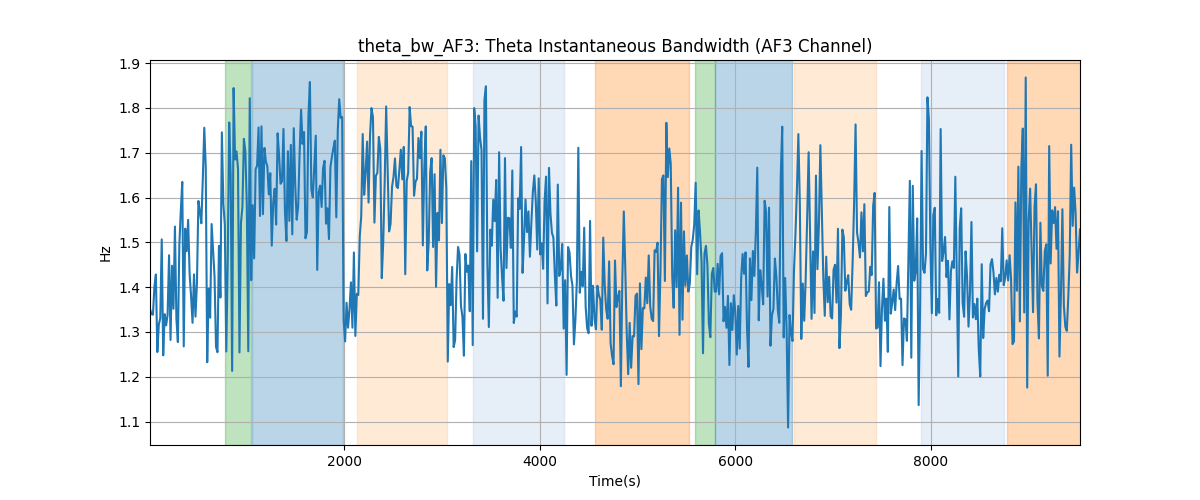 theta_bw_AF3: Theta Instantaneous Bandwidth (AF3 Channel)
1.9
1.8
1.7
1.6
1.5
1.4
1.3
1.2
1.1
Hz
2000 4000 6000 8000
Time(s)